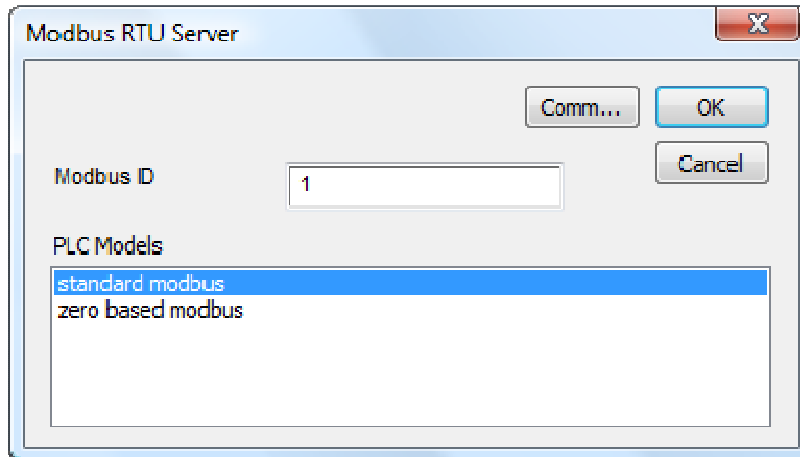 Modbus RTU Server
Comm...
OK
Cancel
Modbus ID
1
PLC Models
standard modbus
zero based modbus